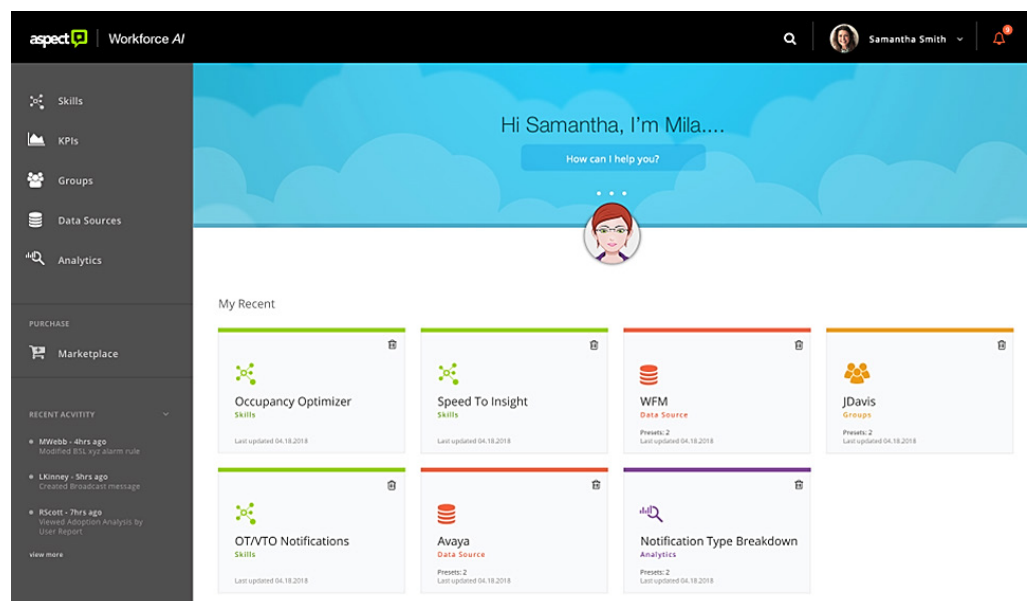 aspect Workforce AI
Samantha Smith
Skills
KPIs
Groups
Data Sources
Analytics
PURCHASE
Marketplace
RECENT ACVITITY
MWebb - 4hrs ago
Modified BSL xyz alarm rule
LKinney - 5hrs ago
Created Broadcast message
RScott - 7hrs ago
Viewed Adoption Analysis by
User Report
view more
Hi Samantha, I'm Mila....
How can I help you?
My Recent
Occupancy Optimizer
Skills
Last updated 04.18.2018
Speed To Insight
Skills
Last updated 04.18.2018
WFM
Data Source
Presets: 2
Last updated 04.18.2018
JDavis
Groups
Presets: 2
Last updated 04.18.2018
OT/VTO Notifications
Skills
Last updated 04.18.2018
Avaya
Data Source
Presets: 2
Last updated 04.18.2018
Notification Type Breakdown
Analytics
Presets: 2
Last updated 04.18.2018